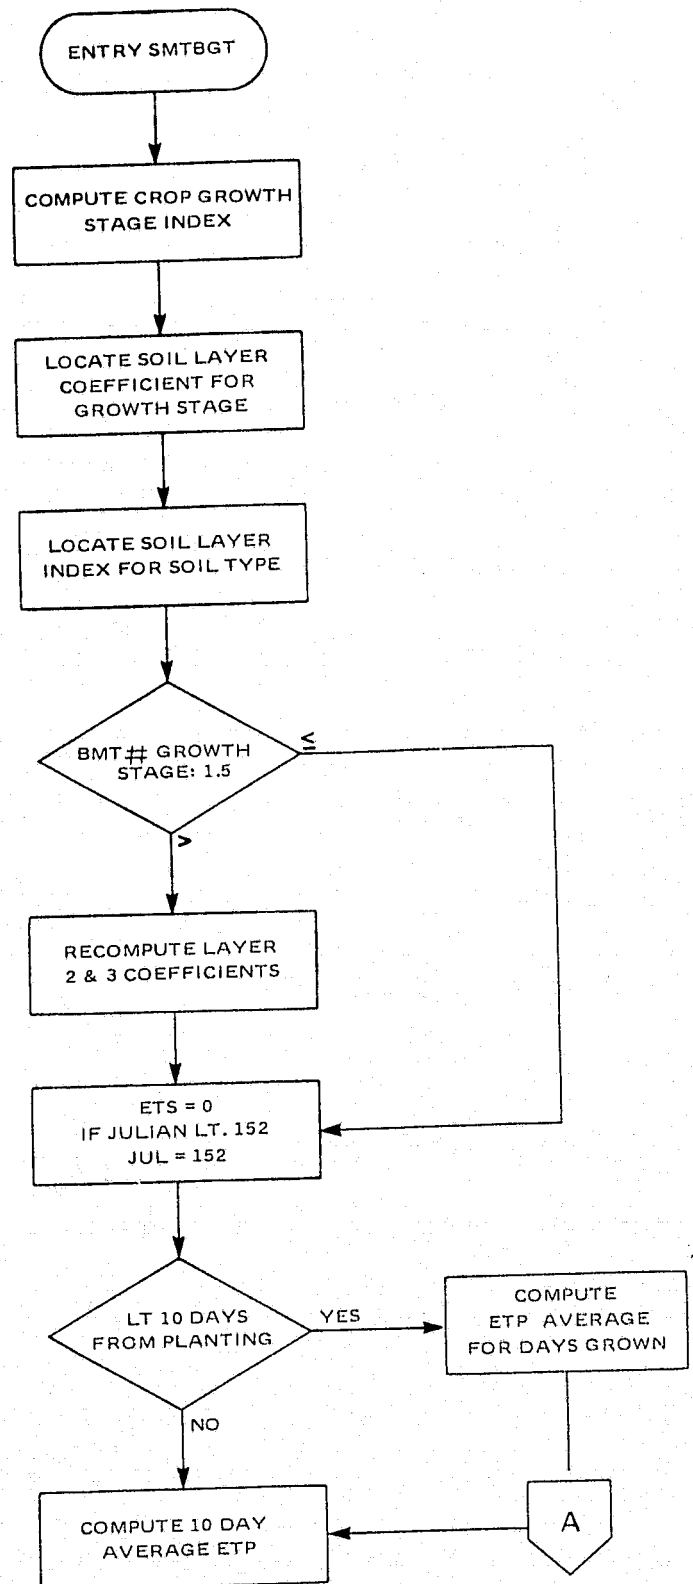 ENTRY SMTBGT
COMPUTE CROP GROWTH
STAGE INDEX
LOCATE SOIL LAYER
COEFFICIENT FOR
GROWTH STAGE
LOCATE SOIL LAYER
INDEX FOR SOIL TYPE
BMT # GROWTH
STAGE: 1.5
≤
>
RECOMPUTE LAYER
2 & 3 COEFFICIENTS
ETS = 0
IF JULIAN LT. 152
JUL = 152
LT 10 DAYS
FROM PLANTING
YES
COMPUTE
ETP AVERAGE
FOR DAYS GROWN
NO
COMPUTE 10 DAY
AVERAGE ETP
A